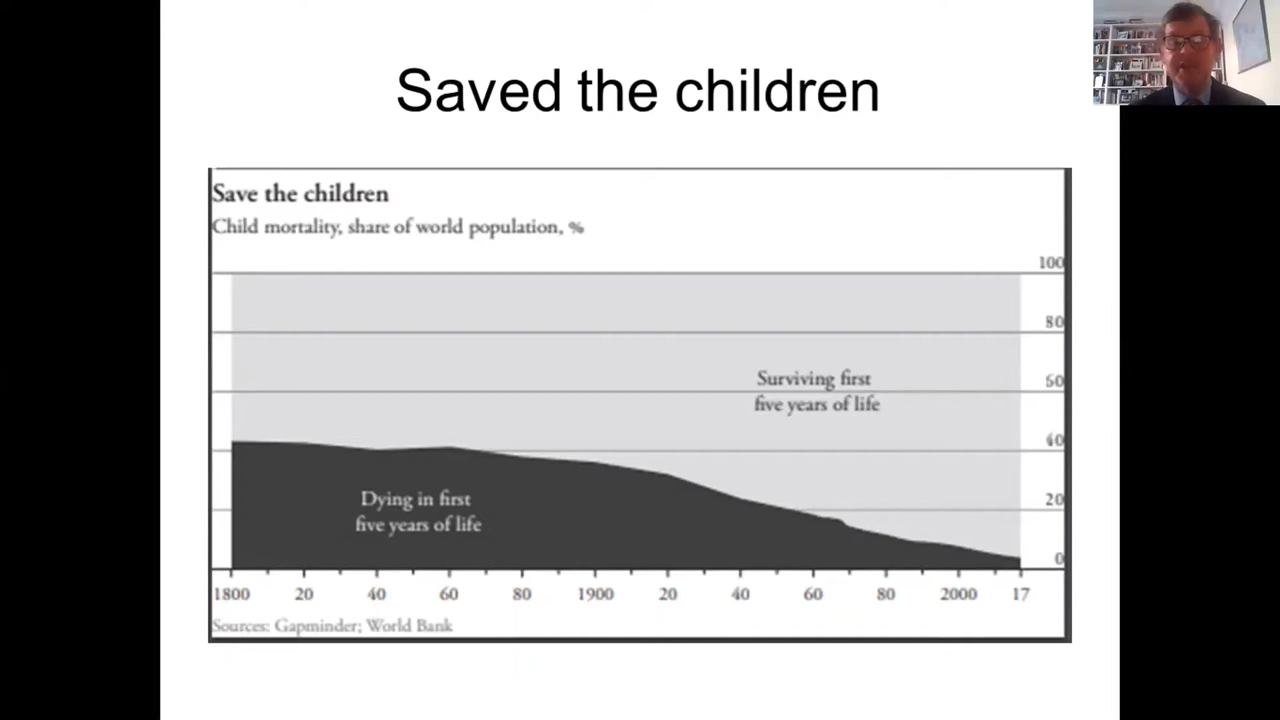 Saved the children
Save the children
Child mortality, share of world population, %
100
80
60
40
20
0
Surviving first
five years of life
Dying in first
five years of life
1800 20 40 60 80 1900 20 40 60 80 2000 17
Sources: Gapminder; World Bank